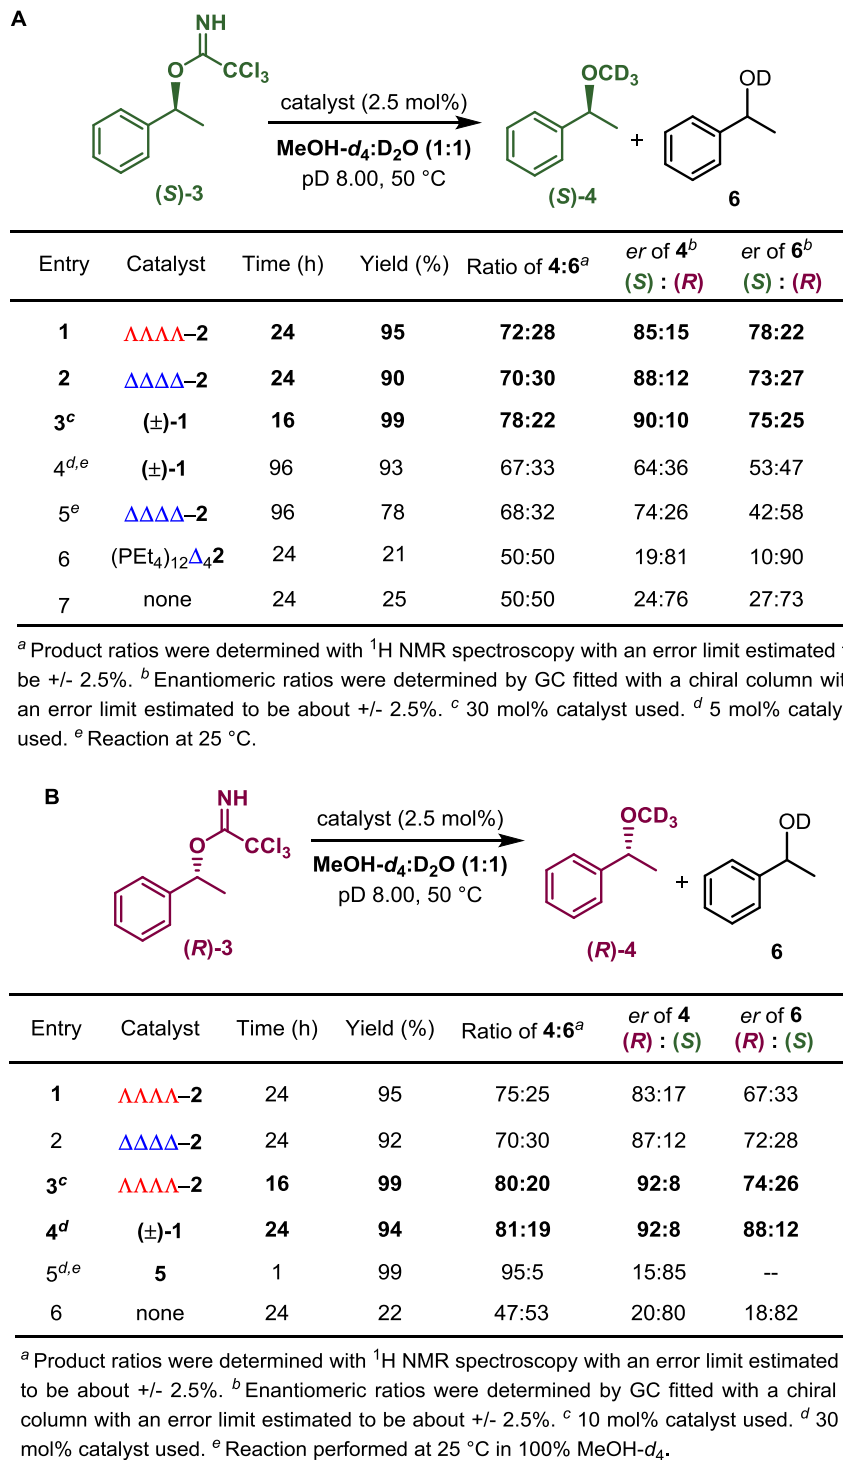 A
NH
O
CCl3
(S)-3
catalyst (2.5 mol%)
MeOH-d4:D2O (1:1)
pD 8.00, 50 °C
OCD3
(S)-4
+
OD
6
Entry Catalyst Time (h) Yield (%) Ratio of 4:6a er of 4b (S) : (R) er of 6b (S) : (R)
1 ΛΛΛΛ–2 24 95 72:28 85:15 78:22
2 ΔΔΔΔ–2 24 90 70:30 88:12 73:27
3c (±)-1 16 99 78:22 90:10 75:25
4d,e (±)-1 96 93 67:33 64:36 53:47
5e ΔΔΔΔ–2 96 78 68:32 74:26 42:58
6 (PEt4)12Δ42 24 21 50:50 19:81 10:90
7 none 24 25 50:50 24:76 27:73
a Product ratios were determined with 1H NMR spectroscopy with an error limit estimated
be +/- 2.5%. b Enantiomeric ratios were determined by GC fitted with a chiral column
an error limit estimated to be about +/- 2.5%. c 30 mol% catalyst used. d 5 mol%
used. e Reaction at 25 °C.
B
NH
O
CCl3
(R)-3
catalyst (2.5 mol%)
MeOH-d4:D2O (1:1)
pD 8.00, 50 °C
OCD3
(R)-4
+
OD
6
Entry Catalyst Time (h) Yield (%) Ratio of 4:6a er of 4 (R) : (S) er of 6 (R) : (S)
1 ΛΛΛΛ–2 24 95 75:25 83:17 67:33
2 ΔΔΔΔ–2 24 92 70:30 87:12 72:28
3c ΛΛΛΛ–2 16 99 80:20 92:8 74:26
4d (±)-1 24 94 81:19 92:8 88:12
5d,e 5 1 99 95:5 15:85 --
6 none 24 22 47:53 20:80 18:82
a Product ratios were determined with 1H NMR spectroscopy with an error limit estimated
to be about +/- 2.5%. b Enantiomeric ratios were determined by GC fitted with a chiral
column with an error limit estimated to be about +/- 2.5%. c 10 mol% catalyst used. d 30
mol% catalyst used. e Reaction performed at 25 °C in 100% MeOH-d4.